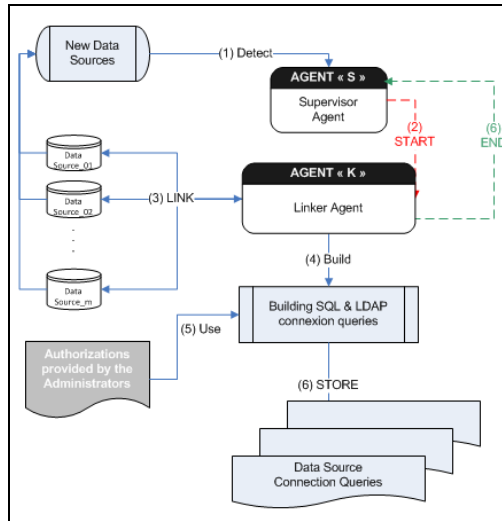 New Data
Sources
(1) Detect
AGENT « S »
Supervisor
Agent
(2)
START
(6)
END
Data
Source_01
Data
Source_02
.
.
.
Data
Source_m
(3) LINK
AGENT « K »
Linker Agent
(4) Build
Building SQL & LDAP
connexion queries
(5) Use
Authorizations
provided by the
Administrators
(6) STORE
Data Source
Connection Queries